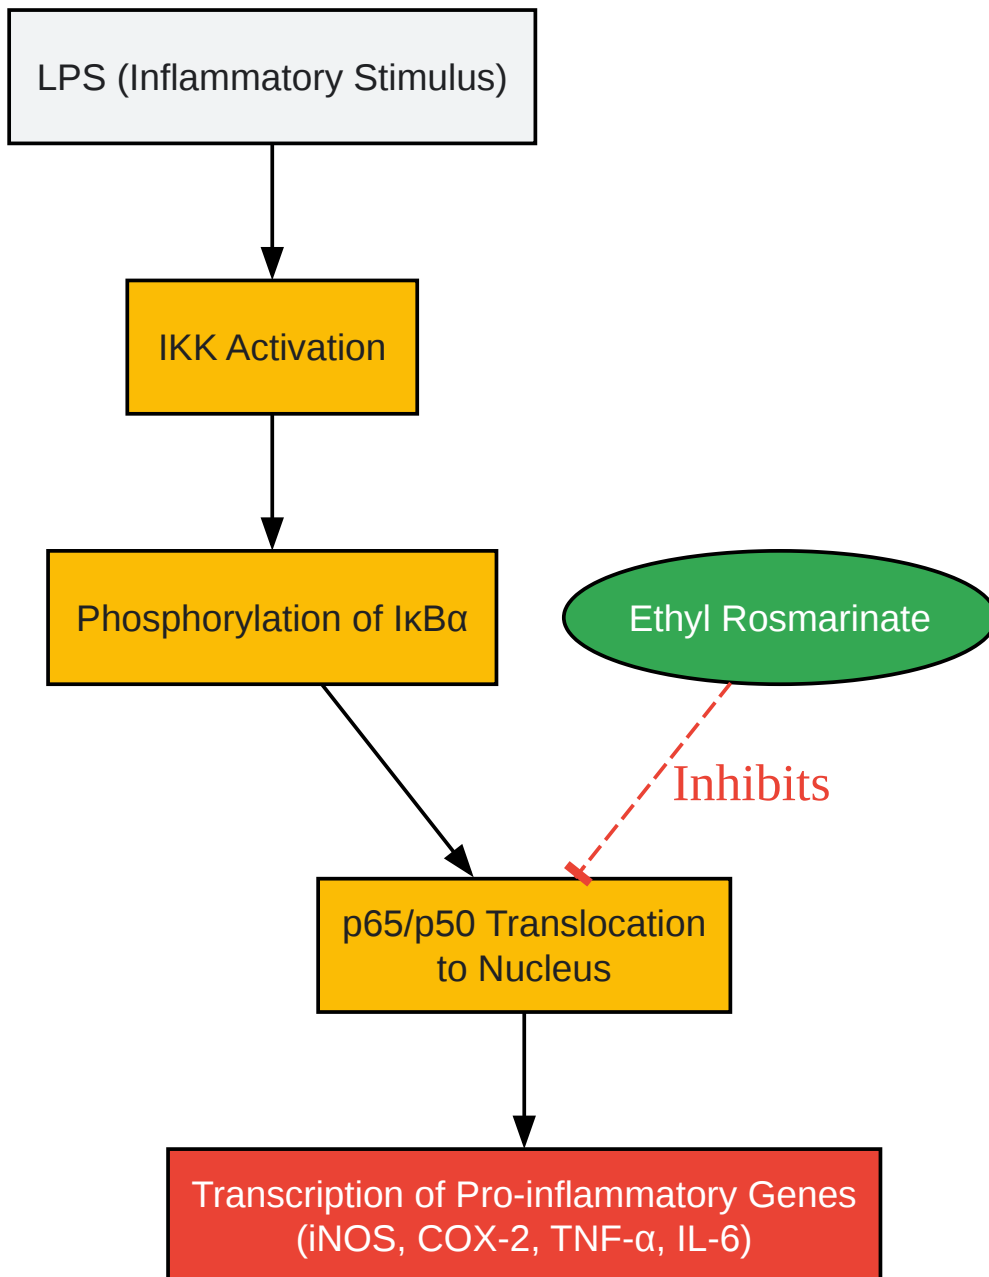 LPS (Inflammatory Stimulus)
IKK Activation
Phosphorylation of IκBα
Ethyl Rosmarinate
Inhibits
p65/p50 Translocation
to Nucleus
Transcription of Pro-inflammatory Genes
(iNOS, COX-2, TNF-α, IL-6)